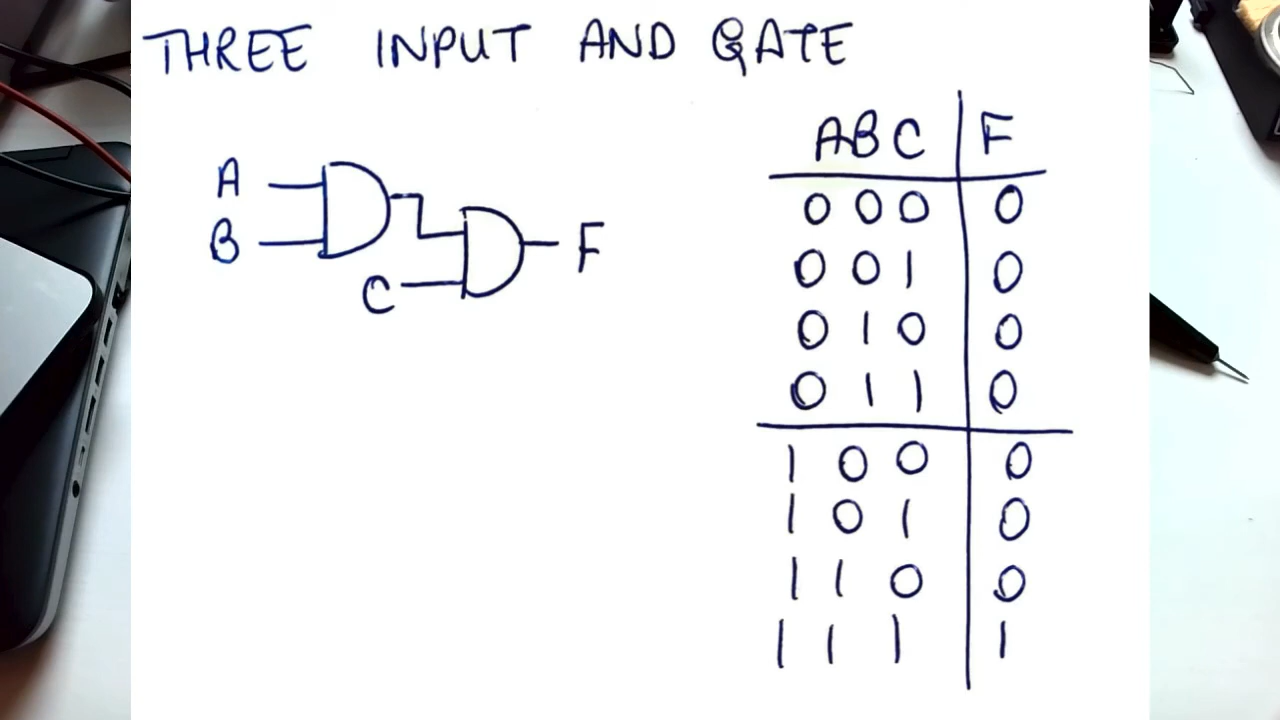 THREE INPUT AND GATE
A
B
C
F
A B C F
0 0 0 0
0 0 1 0
0 1 0 0
0 1 1 0
1 0 0 0
1 0 1 0
1 1 0 0
1 1 1 1